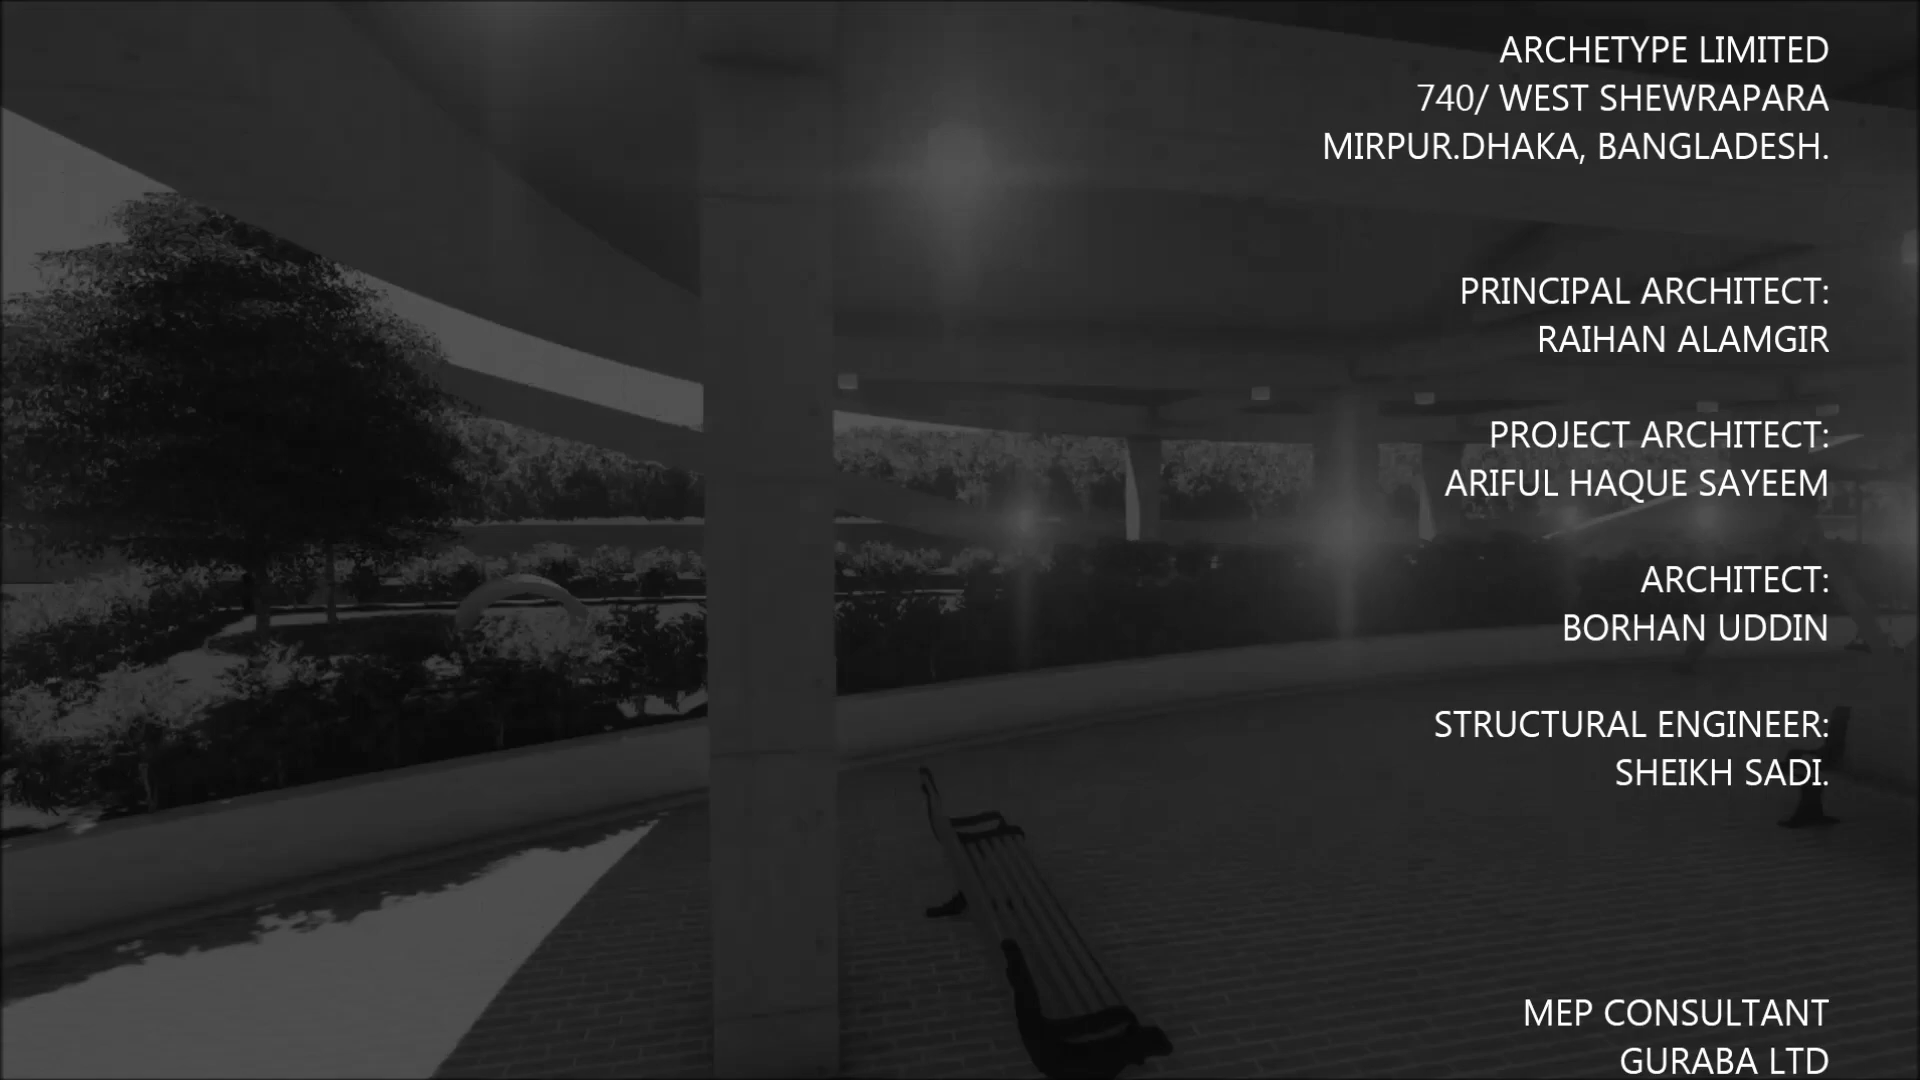 ARCHETYPE LIMITED
740/ WEST SHEWRAPARA
MIRPUR.DHAKA, BANGLADESH.
PRINCIPAL ARCHITECT:
RAIHAN ALAMGIR
PROJECT ARCHITECT:
ARIFUL HAQUE SAYEEM
ARCHITECT:
BORHAN UDDIN
STRUCTURAL ENGINEER:
SHEIKH SADI.
MEP CONSULTANT
GURABA LTD